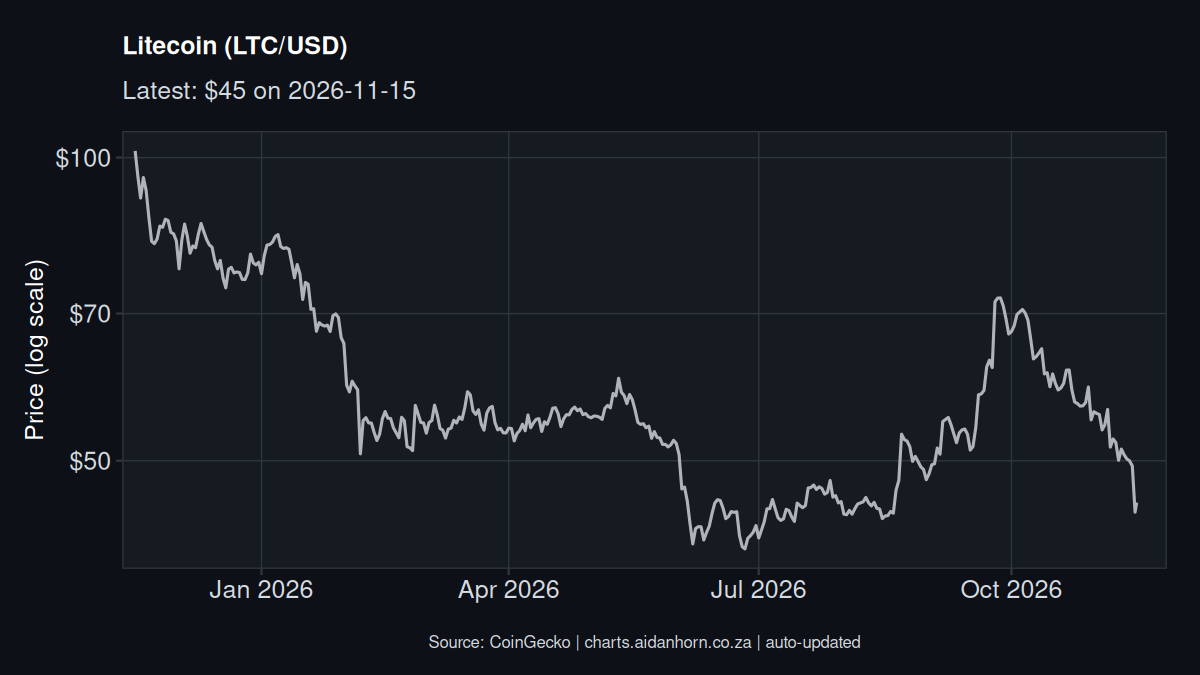 Litecoin (LTC/USD)
Latest: $45 on 2026-11-15
Price (log scale)
$100
$70
$50
Jan 2026
Apr 2026
Jul 2026
Oct 2026
Source: CoinGecko | charts.aidanhorn.co.za | auto-updated